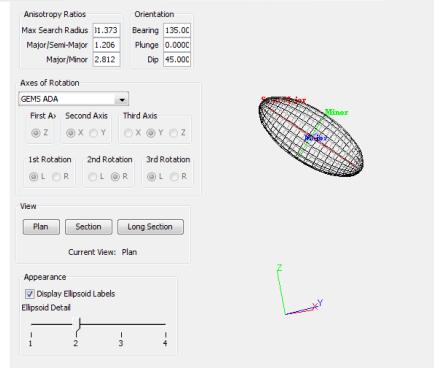 Anisotropy Ratios
Orientation
Max Search Radius 1.373
Bearing 135.00
Major/Semi-Major 1.206
Plunge 0.0000
Major/Minor 2.812
Dip 45.000
Axes of Rotation
GEMS ADA
First A
Second Axis
Third Axis
Z
X Y
X Y Z
1st Rotation
2nd Rotation
3rd Rotation
L R
L R
L R
View
Plan
Section
Long Section
Current View: Plan
Appearance
Display Ellipsoid Labels
Ellipsoid Detail
1 2 3 4
Semi-Major
Minor
Major
Z
X
Y